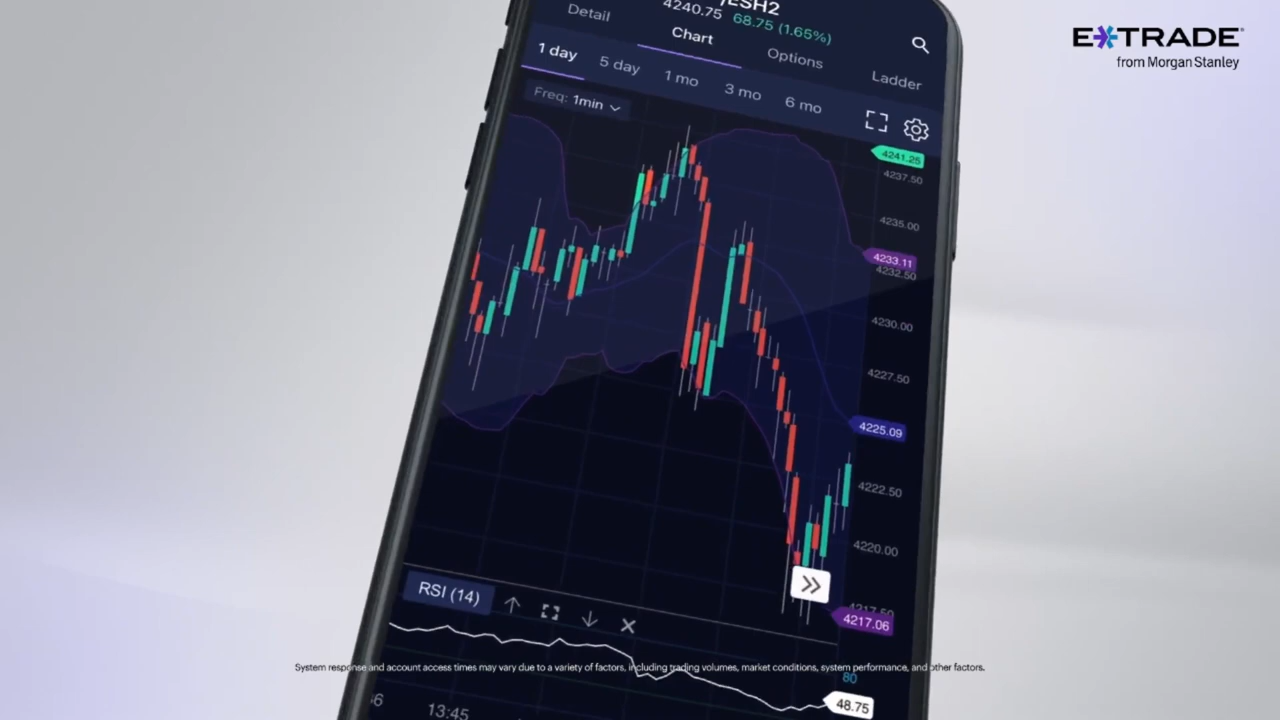 /ESH2
4240.75 68.75 (1.65%)
Detail
Chart
Options
Ladder
1 day
5 day
1 mo
3 mo
6 mo
Freq: 1min
4241.25
4237.50
4235.00
4233.11
4232.50
4230.00
4227.50
4225.09
4222.50
4220.00
4217.50
4217.06
RSI (14)
80
48.75
13:45
E*TRADE
from Morgan Stanley
System response and account access times may vary due to a variety of factors, including trading volumes, market conditions, system performance, and other factors.